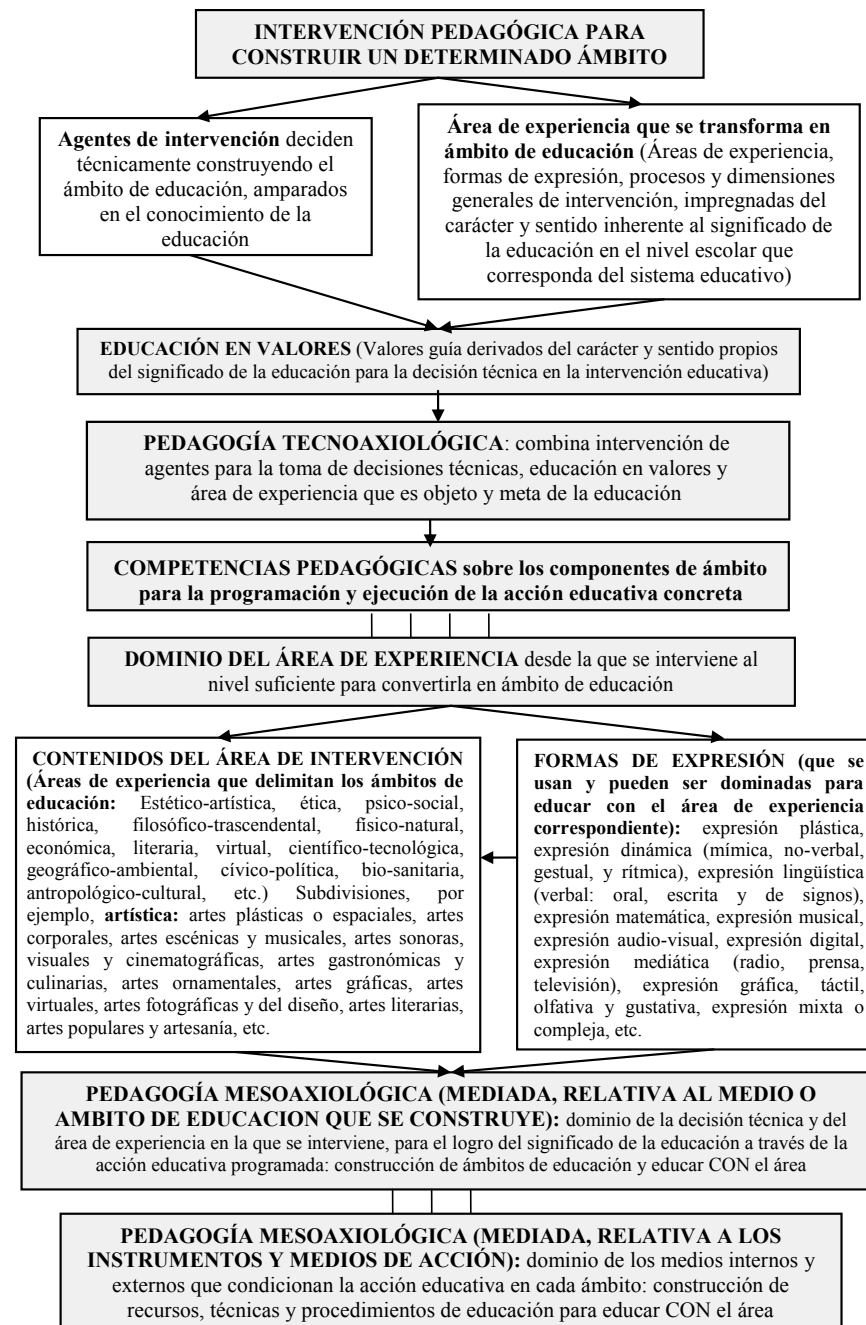 INTERVENCIÓN PEDAGÓGICA PARA
CONSTRUIR UN DETERMINADO ÁMBITO
Agentes de intervención deciden
técnicamente construyendo el
ámbito de educación, amparados
en el conocimiento de la
educación
Área de experiencia que se transforma en
ámbito de educación (Áreas de experiencia,
formas de expresión, procesos y dimensiones
generales de intervención, impregnadas del
carácter y sentido inherente al significado de
la educación en el nivel escolar que
corresponda del sistema educativo)
EDUCACIÓN EN VALORES (Valores guía derivados del carácter y sentido propios
del significado de la educación para la decisión técnica en la intervención educativa)
PEDAGOGÍA TECNOAXIOLÓGICA: combina intervención de
agentes para la toma de decisiones técnicas, educación en valores y
área de experiencia que es objeto y meta de la educación
COMPETENCIAS PEDAGÓGICAS sobre los componentes de ámbito
para la programación y ejecución de la acción educativa concreta
DOMINIO DEL ÁREA DE EXPERIENCIA desde la que se interviene al
nivel suficiente para convertirla en ámbito de educación
CONTENIDOS DEL ÁREA DE INTERVENCIÓN
(Áreas de experiencia que delimitan los ámbitos de
educación: Estético-artística, ética, psico-social,
histórica, filosófico-trascendental, físico-natural,
económica, literaria, virtual, científico-tecnológica,
geográfico-ambiental, cívico-política, bio-sanitaria,
antropológico-cultural, etc.) Subdivisiones, por
ejemplo, artística: artes plásticas o espaciales, artes
corporales, artes escénicas y musicales, artes sonoras,
visuales y cinematográficas, artes gastronómicas y
culinarias, artes ornamentales, artes gráficas, artes
virtuales, artes fotográficas y del diseño, artes literarias,
artes populares y artesanía, etc.
FORMAS DE EXPRESIÓN (que se
usan y pueden ser dominadas para
educar con el área de experiencia
correspondiente): expresión plástica,
expresión dinámica (mímica, no-verbal,
gestual, y rítmica), expresión lingüística
(verbal: oral, escrita y de signos),
expresión matemática, expresión musical,
expresión audio-visual, expresión digital,
expresión mediática (radio, prensa,
televisión), expresión gráfica, táctil,
olfativa y gustativa, expresión mixta o
compleja, etc.
PEDAGOGÍA MESOAXIOLÓGICA (MEDIADA, RELATIVA AL MEDIO O
AMBITO DE EDUCACION QUE SE CONSTRUYE): dominio de la decisión técnica y del
área de experiencia en la que se interviene, para el logro del significado de la educación a través de la
acción educativa programada: construcción de ámbitos de educación y educar CON el área
PEDAGOGÍA MESOAXIOLÓGICA (MEDIADA, RELATIVA A LOS
INSTRUMENTOS Y MEDIOS DE ACCIÓN): dominio de los medios internos y
externos que condicionan la acción educativa en cada ámbito: construcción de
recursos, técnicas y procedimientos de educación para educar CON el área